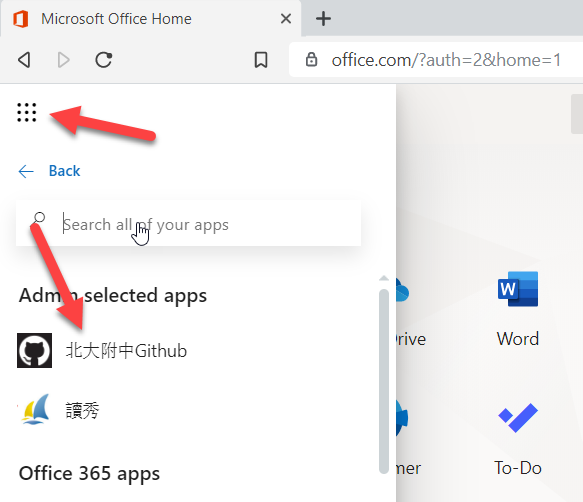 Microsoft Office Home
office.com/?auth=2&home=1
Back
Search all of your apps
Admin selected apps
北大附中Github
讀秀
Office 365 apps
Drive
Word
mer
To-Do